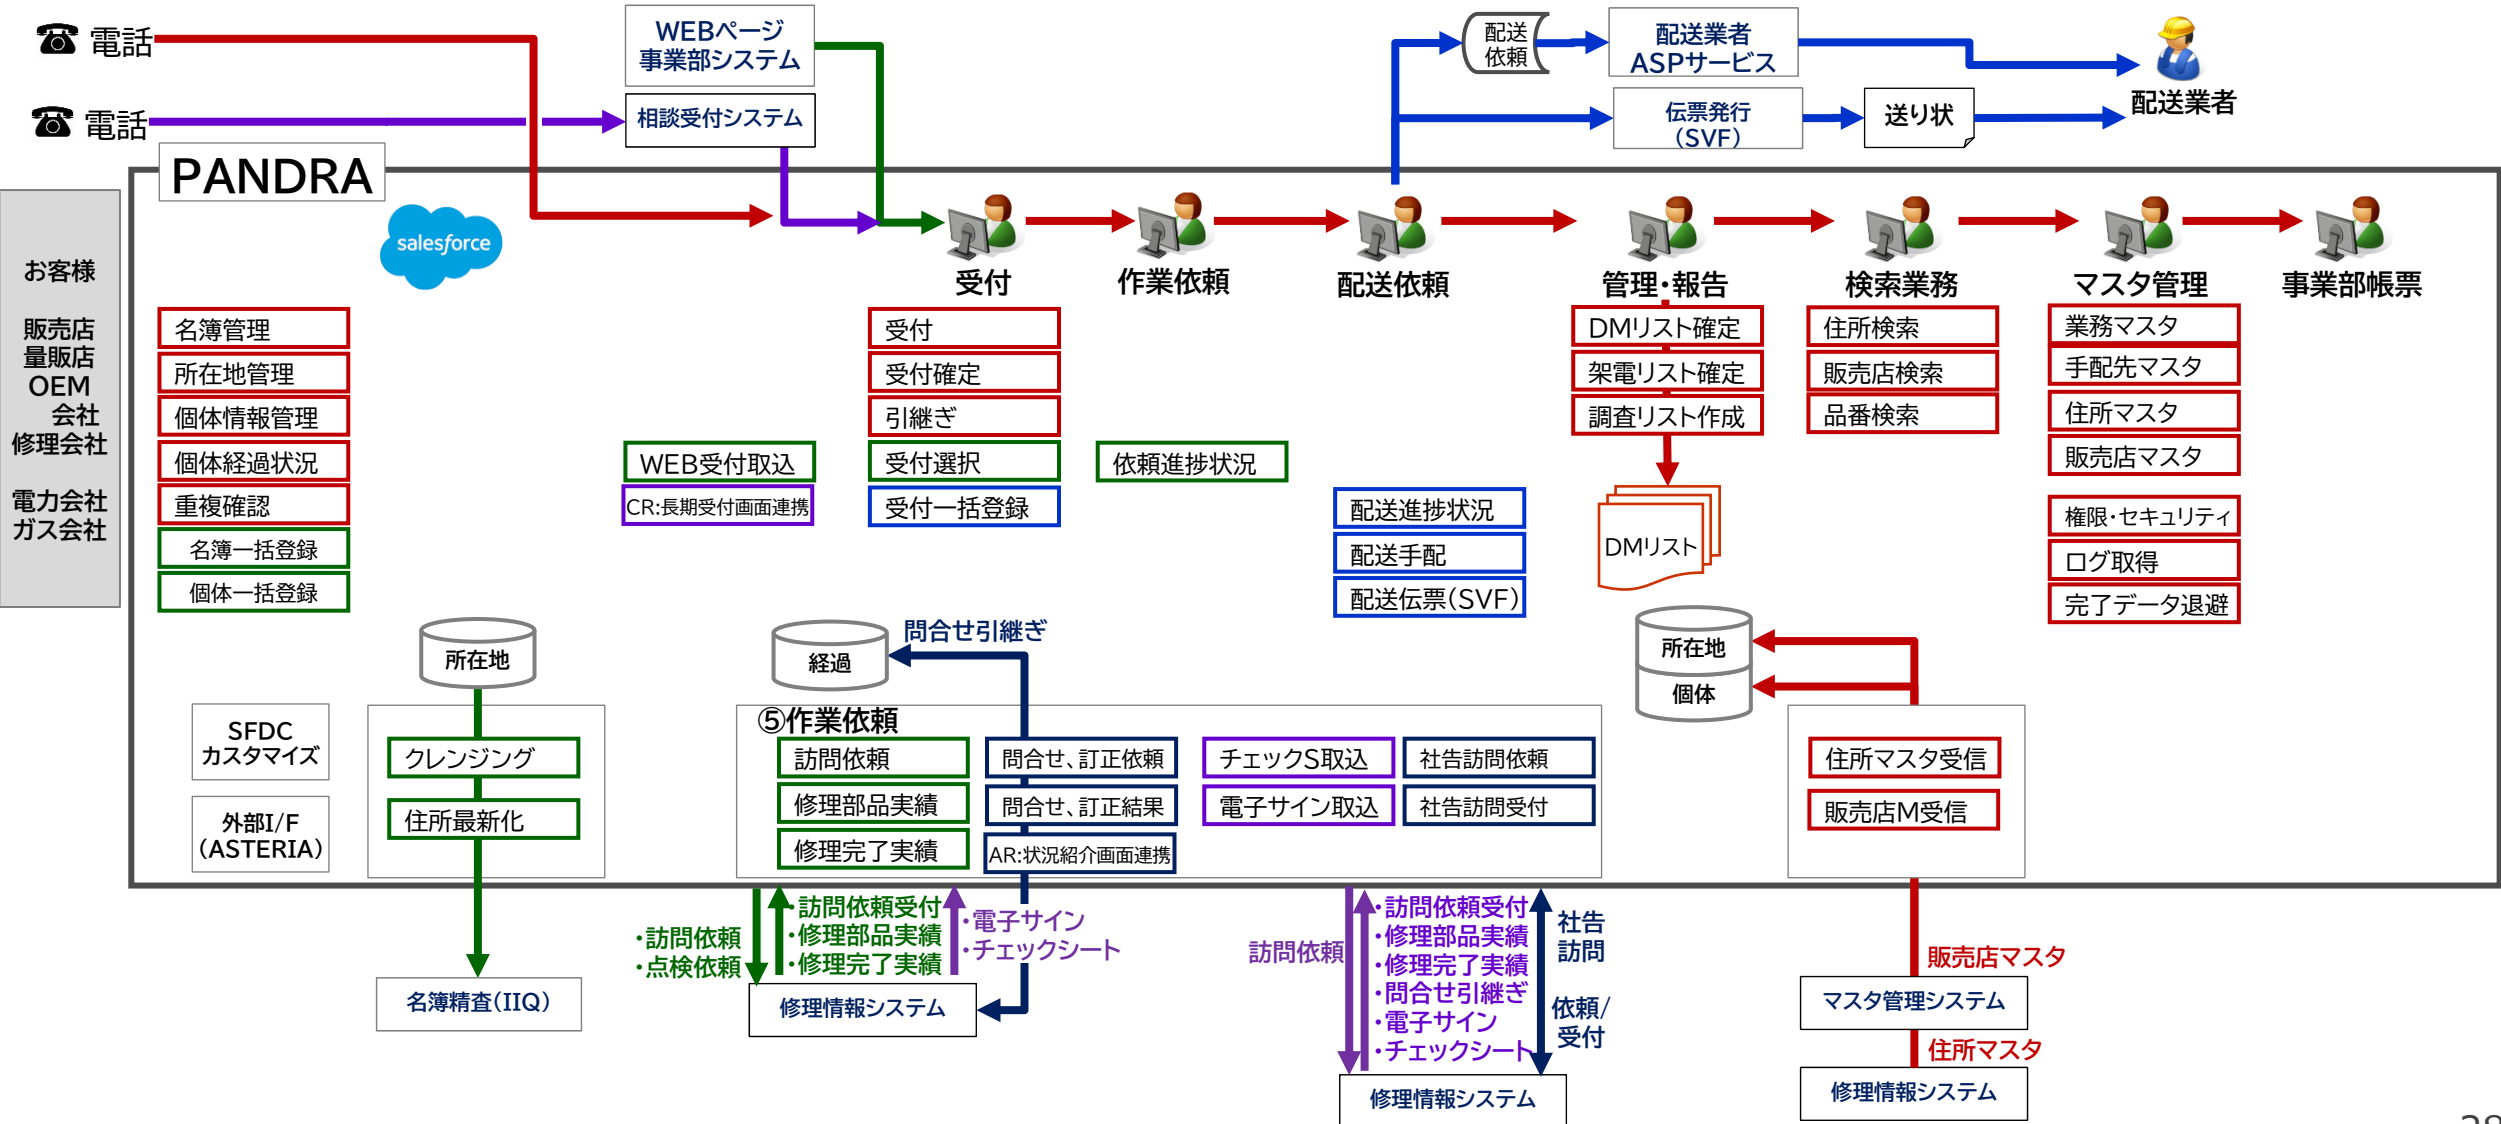 電話
WEBページ
事業部システム
配送
依頼
配送業者
ASPサービス
配送業者
電話
相談受付システム
伝票発行
(SVF)
送り状
PANDRA
salesforce
お客様
販売店
量販店
OEM
会社
修理会社
電力会社
ガス会社
受付
作業依頼
配送依頼
管理・報告
検索業務
マスタ管理
事業部帳票
名簿管理
所在地管理
個体情報管理
個体経過状況
重複確認
名簿一括登録
個体一括登録
WEB受付取込
CR:長期受付画面連携
受付
受付確定
引継ぎ
受付選択
受付一括登録
依頼進捗状況
配送進捗状況
配送手配
配送伝票(SVF)
DMリスト確定
架電リスト確定
調査リスト作成
DMリスト
住所検索
販売店検索
品番検索
業務マスタ
手配先マスタ
住所マスタ
販売店マスタ
権限・セキュリティ
ログ取得
完了データ退避
所在地
経過
問合せ引継ぎ
所在地
個体
SFDC
カスタマイズ
外部I/F
(ASTERIA)
クレンジング
住所最新化
⑤作業依頼
訪問依頼
修理部品実績
修理完了実績
問合せ、訂正依頼
問合せ、訂正結果
AR:状況紹介画面連携
チェックS取込
電子サイン取込
社告訪問依頼
社告訪問受付
住所マスタ受信
販売店M受信
・訪問依頼
・点検依頼
・訪問依頼受付
・修理部品実績
・修理完了実績
・電子サイン
・チェックシート
訪問依頼
・訪問依頼受付
・修理部品実績
・修理完了実績
・問合せ引継ぎ
・電子サイン
・チェックシート
社告
訪問
依頼/
受付
販売店マスタ
名簿精査(IIQ)
修理情報システム
マスタ管理システム
住所マスタ
修理情報システム
修理情報システム